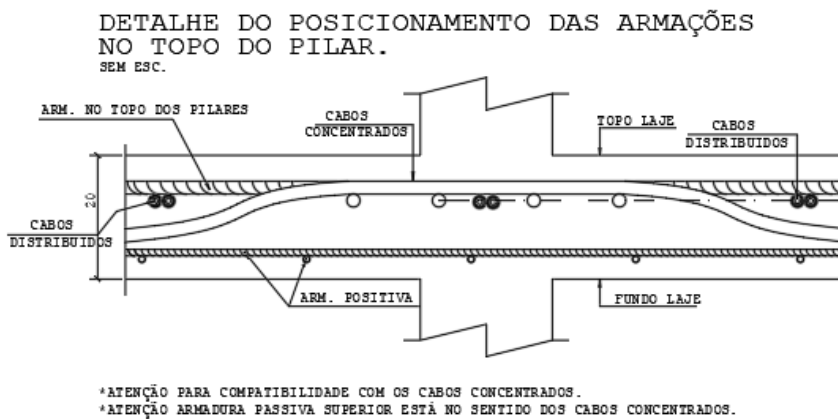 DETALHE DO POSICIONAMENTO DAS ARMAÇÕES
NO TOPO DO PILAR.
SEM ESC.
ARM. NO TOPO DOS PILARES
CABOS
CONCENTRADOS
TOPO LAJE
CABOS
DISTRIBUIDOS
20
CABOS
DISTRIBUIDOS
ARM. POSITIVA
FUNDO LAJE
*ATENÇÃO PARA COMPATIBILIDADE COM OS CABOS CONCENTRADOS.
*ATENÇÃO ARMADURA PASSIVA SUPERIOR ESTÁ NO SENTIDO DOS CABOS CONCENTRADOS.